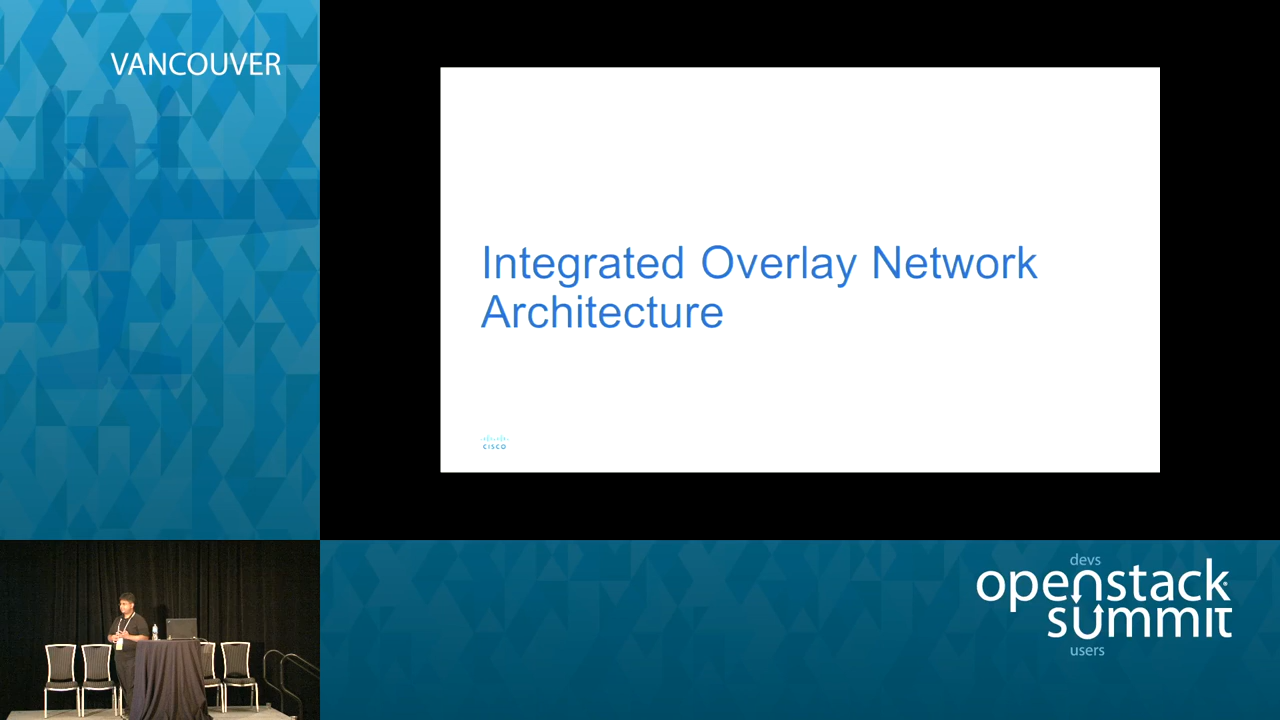 VANCOUVER
Integrated Overlay Network
Architecture
CISCO
devs
openstack
summit
users